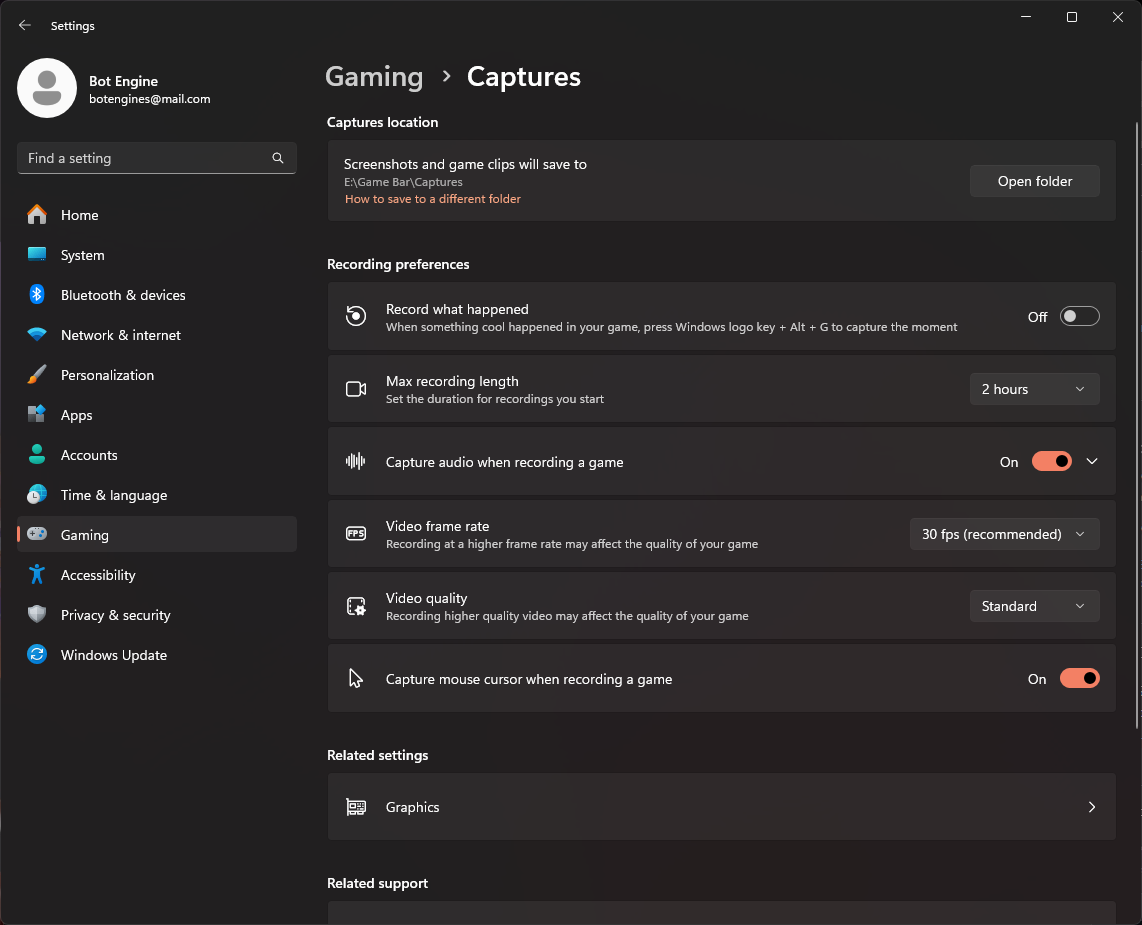 Settings
Bot Engine
botengines@mail.com
Find a setting
Home
System
Bluetooth & devices
Network & internet
Personalization
Apps
Accounts
Time & language
Gaming
Accessibility
Privacy & security
Windows Update
Gaming > Captures
Captures location
Screenshots and game clips will save to
E:\Game Bar\Captures
How to save to a different folder
Open folder
Recording preferences
Record what happened
When something cool happened in your game, press Windows logo key + Alt + G to capture the moment
Off
Max recording length
Set the duration for recordings you start
2 hours
Capture audio when recording a game
On
FPS
Video frame rate
Recording at a higher frame rate may affect the quality of your game
30 fps (recommended)
Video quality
Recording higher quality video may affect the quality of your game
Standard
Capture mouse cursor when recording a game
On
Related settings
Graphics
Related support